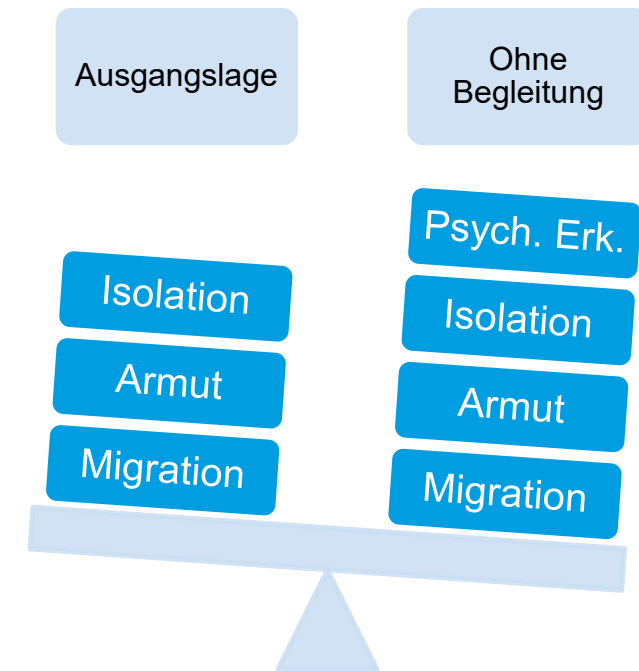 Ausgangslage
Ohne
Begleitung
Isolation
Armut
Migration
Psych. Erk.
Isolation
Armut
Migration